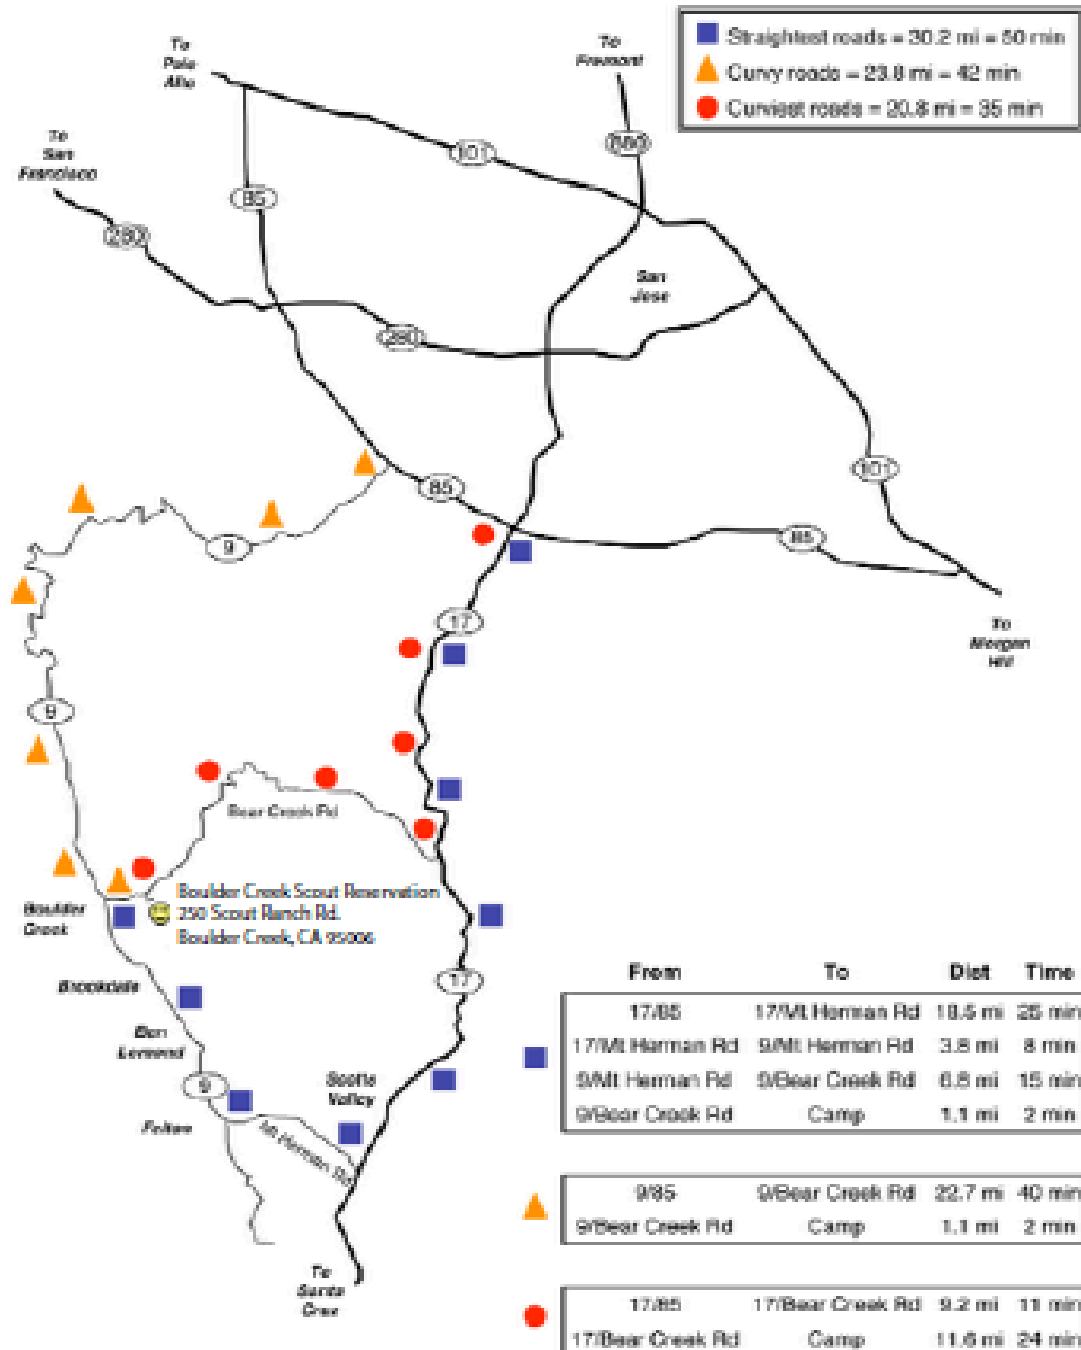 Straightest roads = 30.2 mi = 50 min
Curvy roads = 23.8 mi = 42 min
Curviest roads = 20.8 mi = 35 min
To
Palo
Alto
To
Fremont
To
San
Francisco
101
880
85
280
San
Jose
280
85
101
9
85
17
To
Morgan
Hill
9
Bear Creek Rd
Boulder
Creek
Boulder Creek Scout Reservation
250 Scout Ranch Rd.
Boulder Creek, CA 95006
Brookdale
17
Ben
Lomond
9
Scotts
Valley
Felton
Mt Herman Rd
To
Santa
Cruz
From To Dist Time
17/85 17/Mt Herman Rd 18.5 mi 25 min
17/Mt Herman Rd 9/Mt Herman Rd 3.8 mi 8 min
9/Mt Herman Rd 9/Bear Creek Rd 6.8 mi 15 min
9/Bear Creek Rd Camp 1.1 mi 2 min
9/85 9/Bear Creek Rd 22.7 mi 40 min
9/Bear Creek Rd Camp 1.1 mi 2 min
17/85 17/Bear Creek Rd 9.2 mi 11 min
17/Bear Creek Rd Camp 11.6 mi 24 min